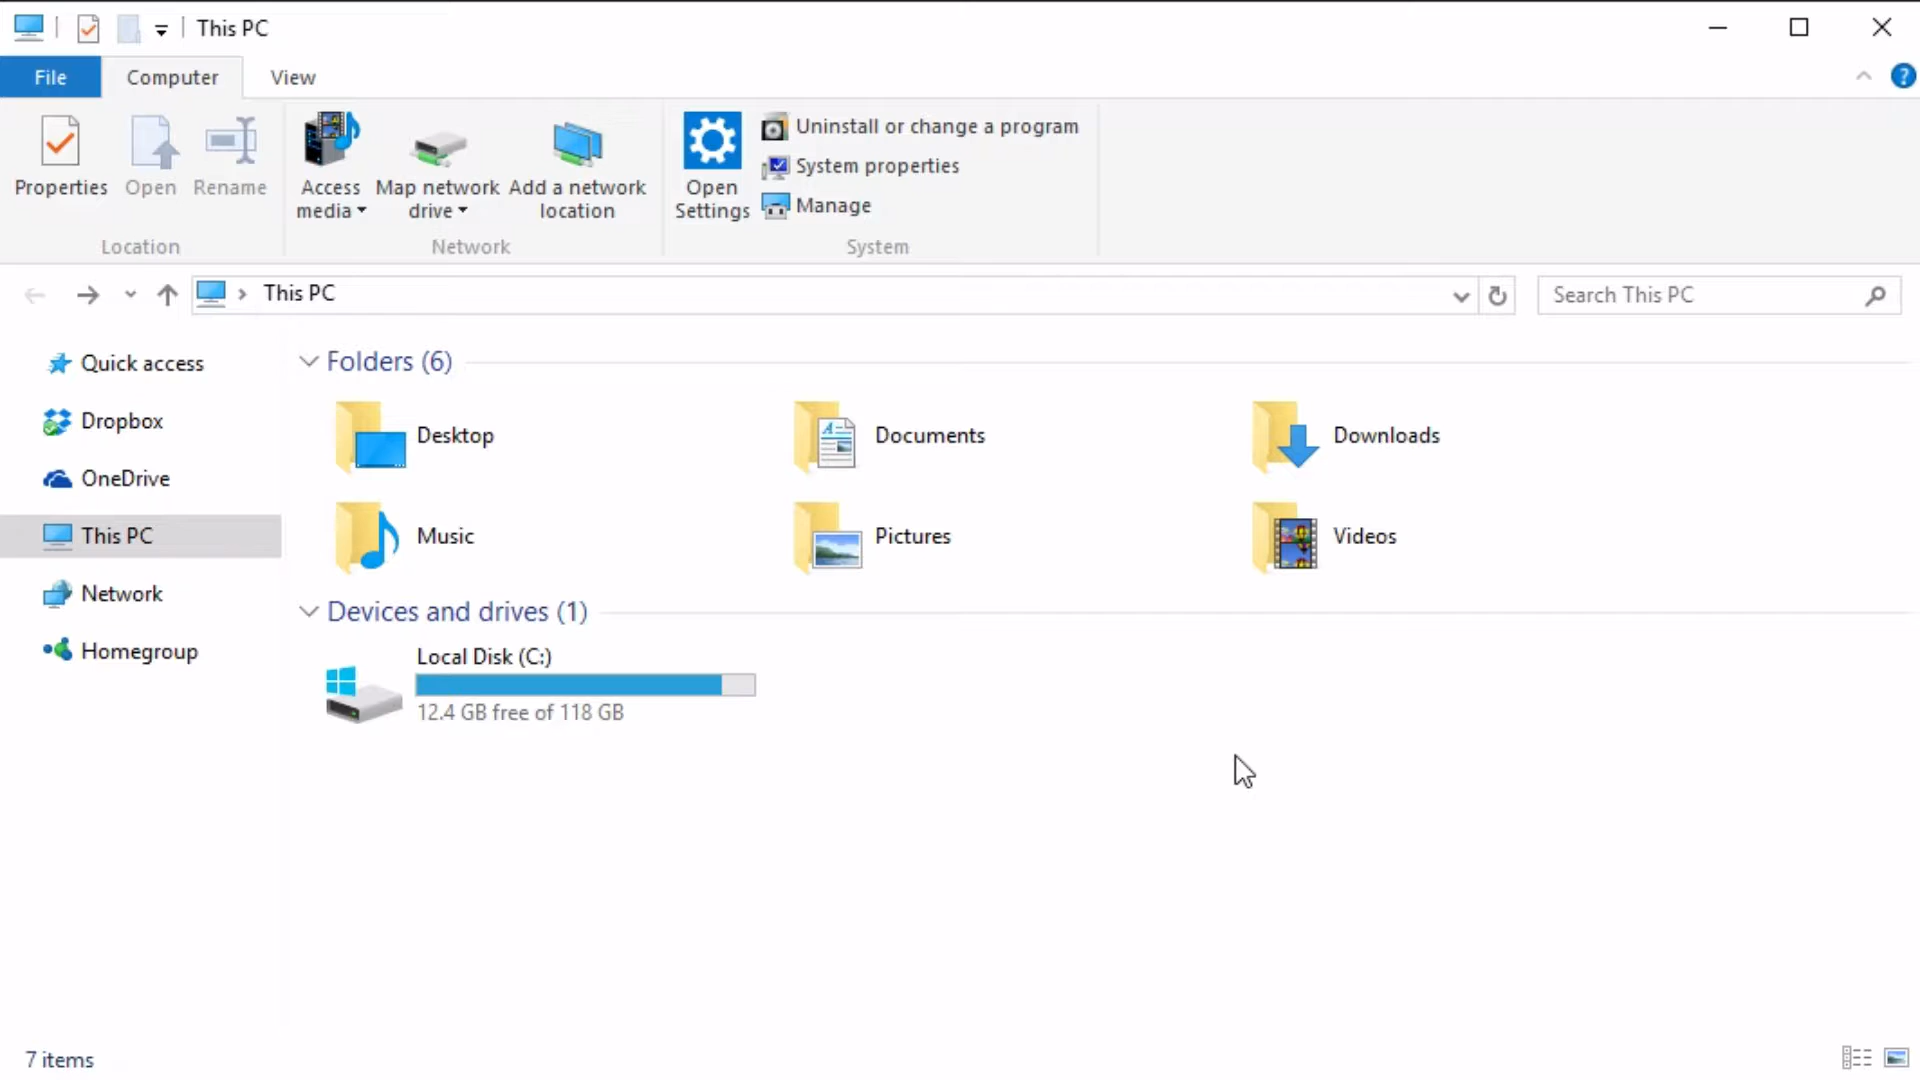 This PC
File
Computer
View
?
Properties
Open
Rename
Access media
Map network drive
Add a network location
Open Settings
Uninstall or change a program
System properties
Manage
Location
Network
System
This PC
Search This PC
Quick access
Dropbox
OneDrive
This PC
Network
Homegroup
Folders (6)
Desktop
Documents
Downloads
Music
Pictures
Videos
Devices and drives (1)
Local Disk (C:)
12.4 GB free of 118 GB
7 items